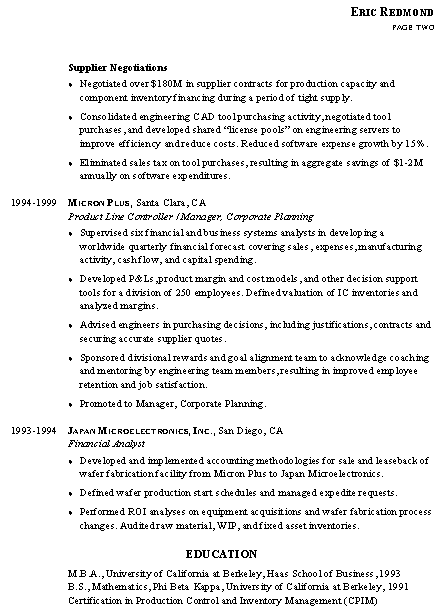 ERIC REDMOND
PAGE TWO
Supplier Negotiations
• Negotiated over $180M in supplier contracts for production capacity and
component inventory financing during a period of tight supply.
• Consolidated engineering CAD tool purchasing activity, negotiated tool
purchases, and developed shared “license pools” on engineering servers to
improve efficiency and reduce costs. Reduced software expense growth by 15%.
• Eliminated sales tax on tool purchases, resulting in aggregate savings of $1-2M
annually on software expenditures.
1994-1999 MICRON PLUS, Santa Clara, CA
Product Line Controller / Manager, Corporate Planning
• Supervised six financial and business systems analysts in developing a
worldwide quarterly financial forecast covering sales, expenses, manufacturing
activity, cash flow, and capital spending.
• Developed P&Ls, product margin and cost models, and other decision support
tools for a division of 250 employees. Defined valuation of IC inventories and
analyzed margins.
• Advised engineers in purchasing decisions, including justifications, contracts and
securing accurate supplier quotes.
• Sponsored divisional rewards and goal alignment team to acknowledge coaching
and mentoring by engineering team members, resulting in improved employee
retention and job satisfaction.
• Promoted to Manager, Corporate Planning.
1993-1994 JAPAN MICROELECTRONICS, INC., San Diego, CA
Financial Analyst
• Developed and implemented accounting methodologies for sale and leaseback of
wafer fabrication facility from Micron Plus to Japan Microelectronics.
• Defined wafer production start schedules and managed expedite requests.
• Performed ROI analyses on equipment acquisitions and wafer fabrication process
changes. Audited raw material, WIP, and fixed asset inventories.
EDUCATION
M.B.A., University of California at Berkeley, Haas School of Business, 1993
B.S., Mathematics, Phi Beta Kappa, University of California at Berkeley, 1991
Certification in Production Control and Inventory Management (CPIM)